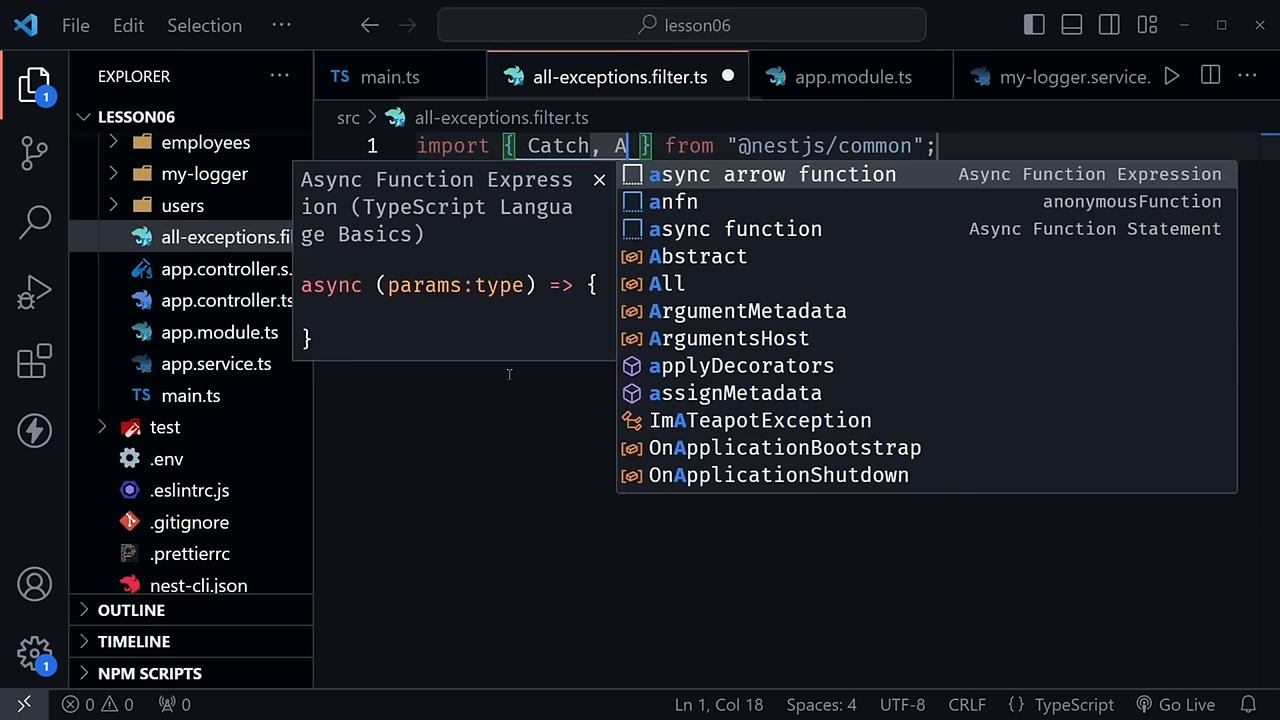 File Edit Selection ··· lesson06
EXPLORER ···
LESSON06
employees
my-logger
users
all-exceptions.fi
app.controller.s.
app.controller.ts
app.module.ts
app.service.ts
TS main.ts
test
.env
.eslintrc.js
.gitignore
.prettierrc
nest-cli.json
OUTLINE
TIMELINE
NPM SCRIPTS
1
1
TS main.ts all-exceptions.filter.ts app.module.ts my-logger.service. ···
src > all-exceptions.filter.ts
1 import { Catch, A } from "@nestjs/common";
Async Function Express
ion (TypeScript Langua
ge Basics)
async (params:type) => {
}
async arrow function Async Function Expression
anfn anonymousFunction
async function Async Function Statement
Abstract
All
ArgumentMetadata
ArgumentsHost
applyDecorators
assignMetadata
ImATeapotException
OnApplicationBootstrap
OnApplicationShutdown
0 0 0 Ln 1, Col 18 Spaces: 4 UTF-8 CRLF {} TypeScript Go Live